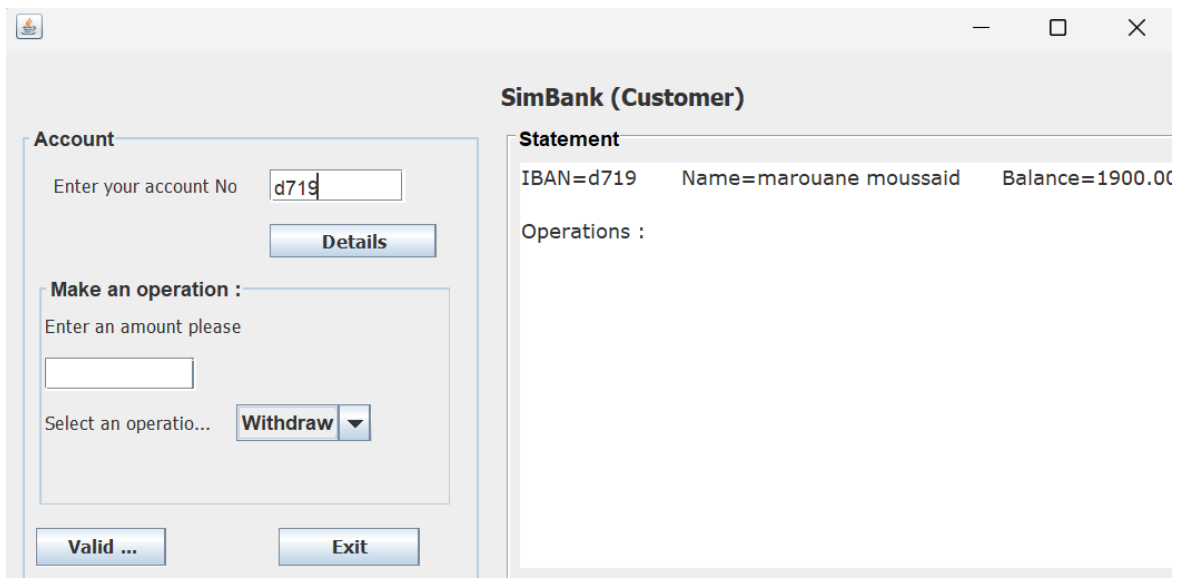 SimBank (Customer)
Account
Enter your account No d719
Details
Make an operation :
Enter an amount please
Select an operatio... Withdraw
Valid ... Exit
Statement
IBAN=d719 Name=marouane moussaid Balance=1900.00
Operations :